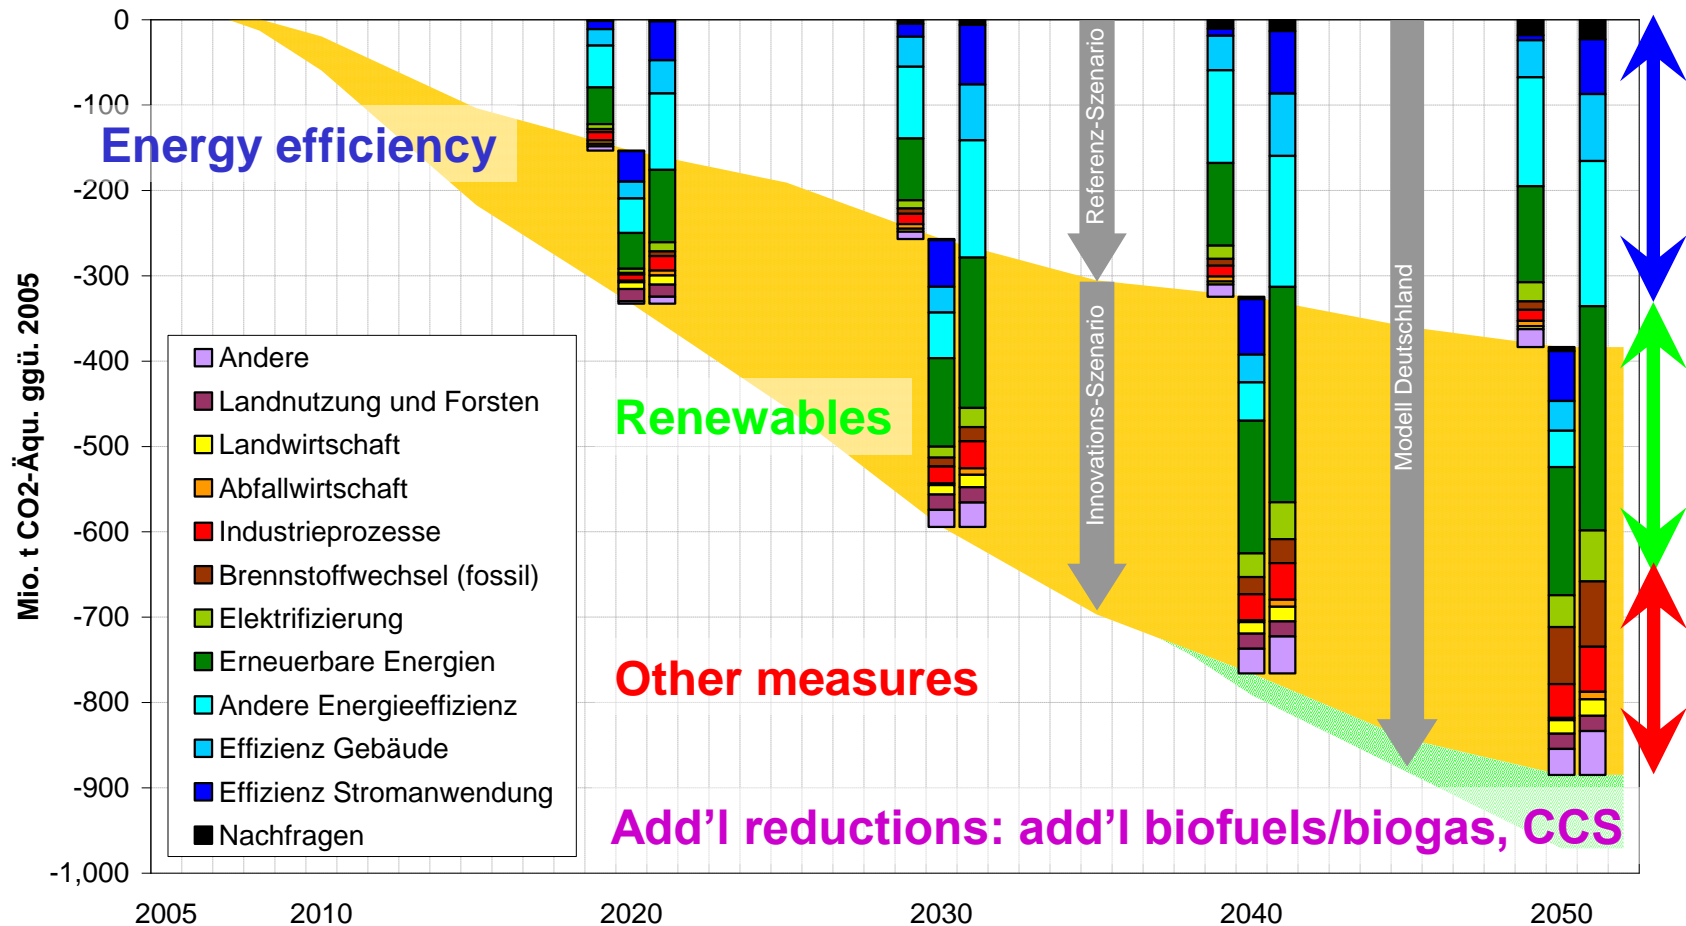 0
-100
-200
-300
-400
-500
-600
-700
-800
-900
-1,000
Mio. t CO2-Äqu. ggü. 2005
Energy efficiency
Renewables
Other measures
Add'l reductions: add'l biofuels/biogas, CCS
Referenz-Szenario
Innovations-Szenario
Modell Deutschland
Andere
Landnutzung und Forsten
Landwirtschaft
Abfallwirtschaft
Industrieprozesse
Brennstoffwechsel (fossil)
Elektrifizierung
Erneuerbare Energien
Andere Energieeffizienz
Effizienz Gebäude
Effizienz Stromanwendung
Nachfragen
2005 2010 2020 2030 2040 2050